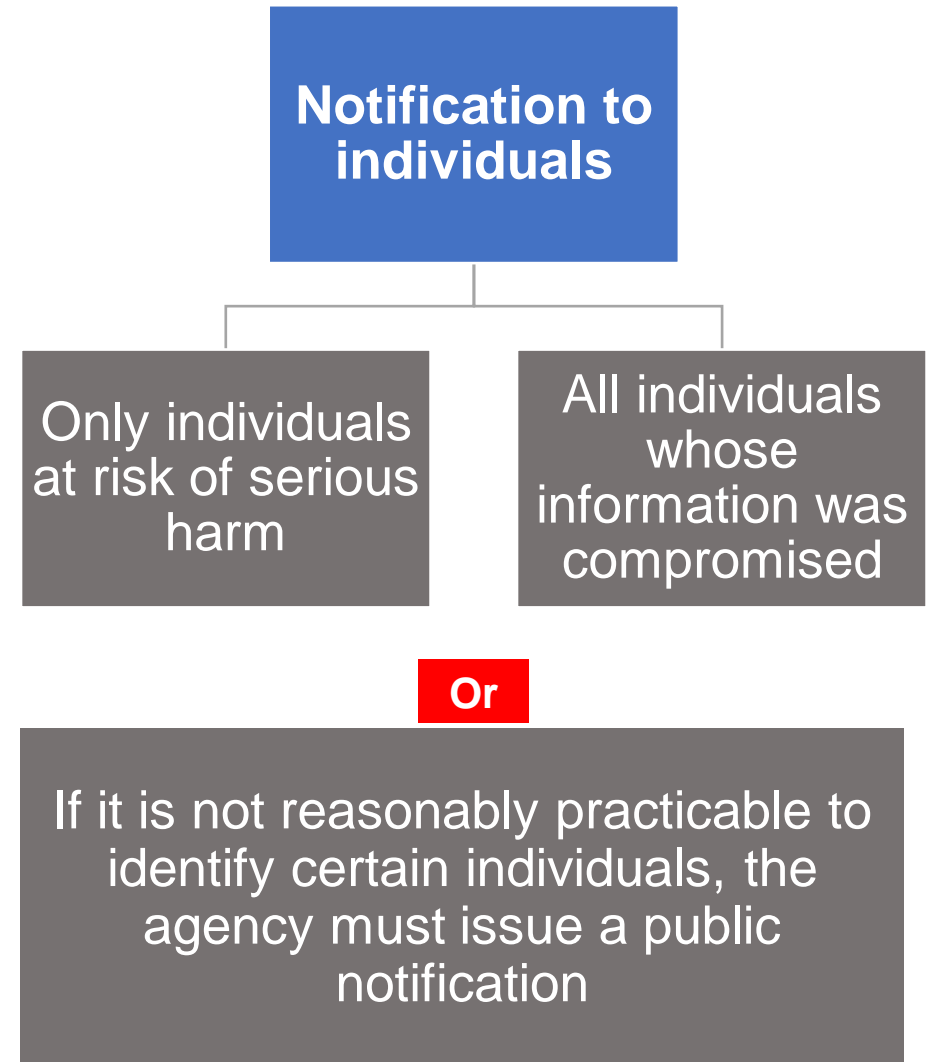 Notification to
individuals
Only individuals
at risk of serious
harm
All individuals
whose
information was
compromised
Or
If it is not reasonably practicable to
identify certain individuals, the
agency must issue a public
notification